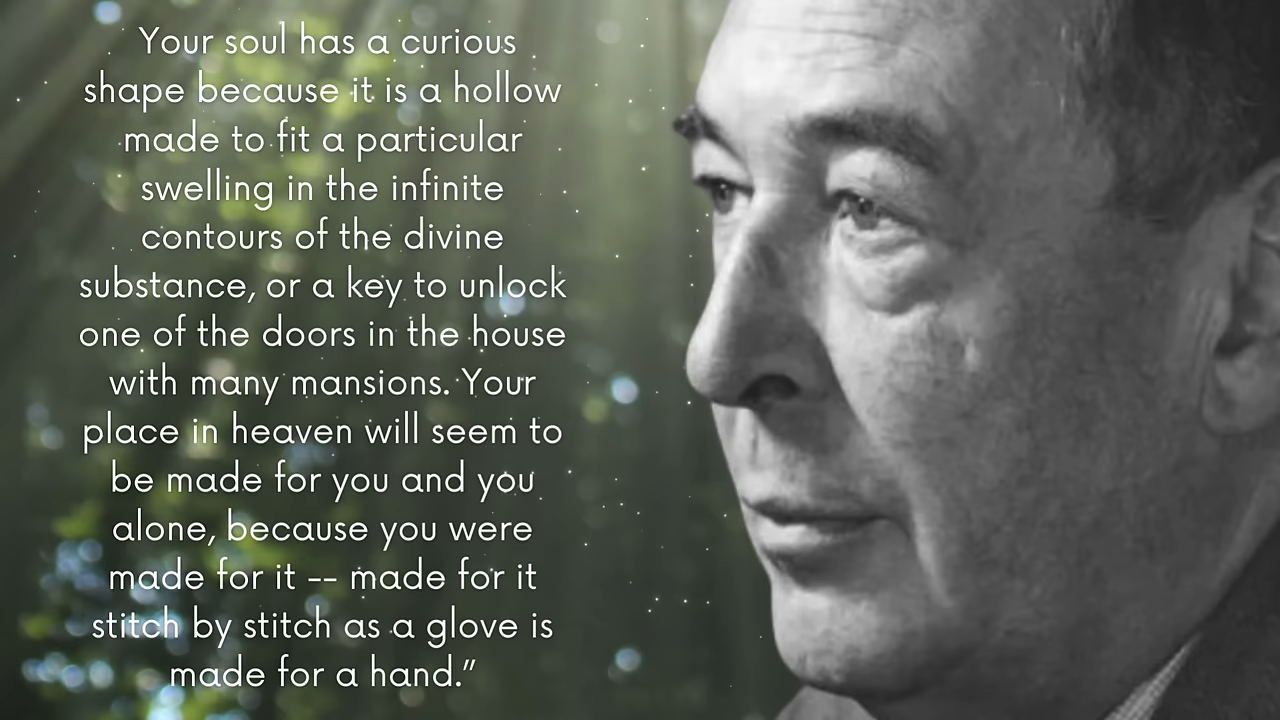 Your soul has a curious
shape because it is a hollow
made to fit a particular
swelling in the infinite
contours of the divine
substance, or a key to unlock
one of the doors in the house
with many mansions. Your
place in heaven will seem to
be made for you and you
alone, because you were
made for it -- made for it
stitch by stitch as a glove is
made for a hand.”